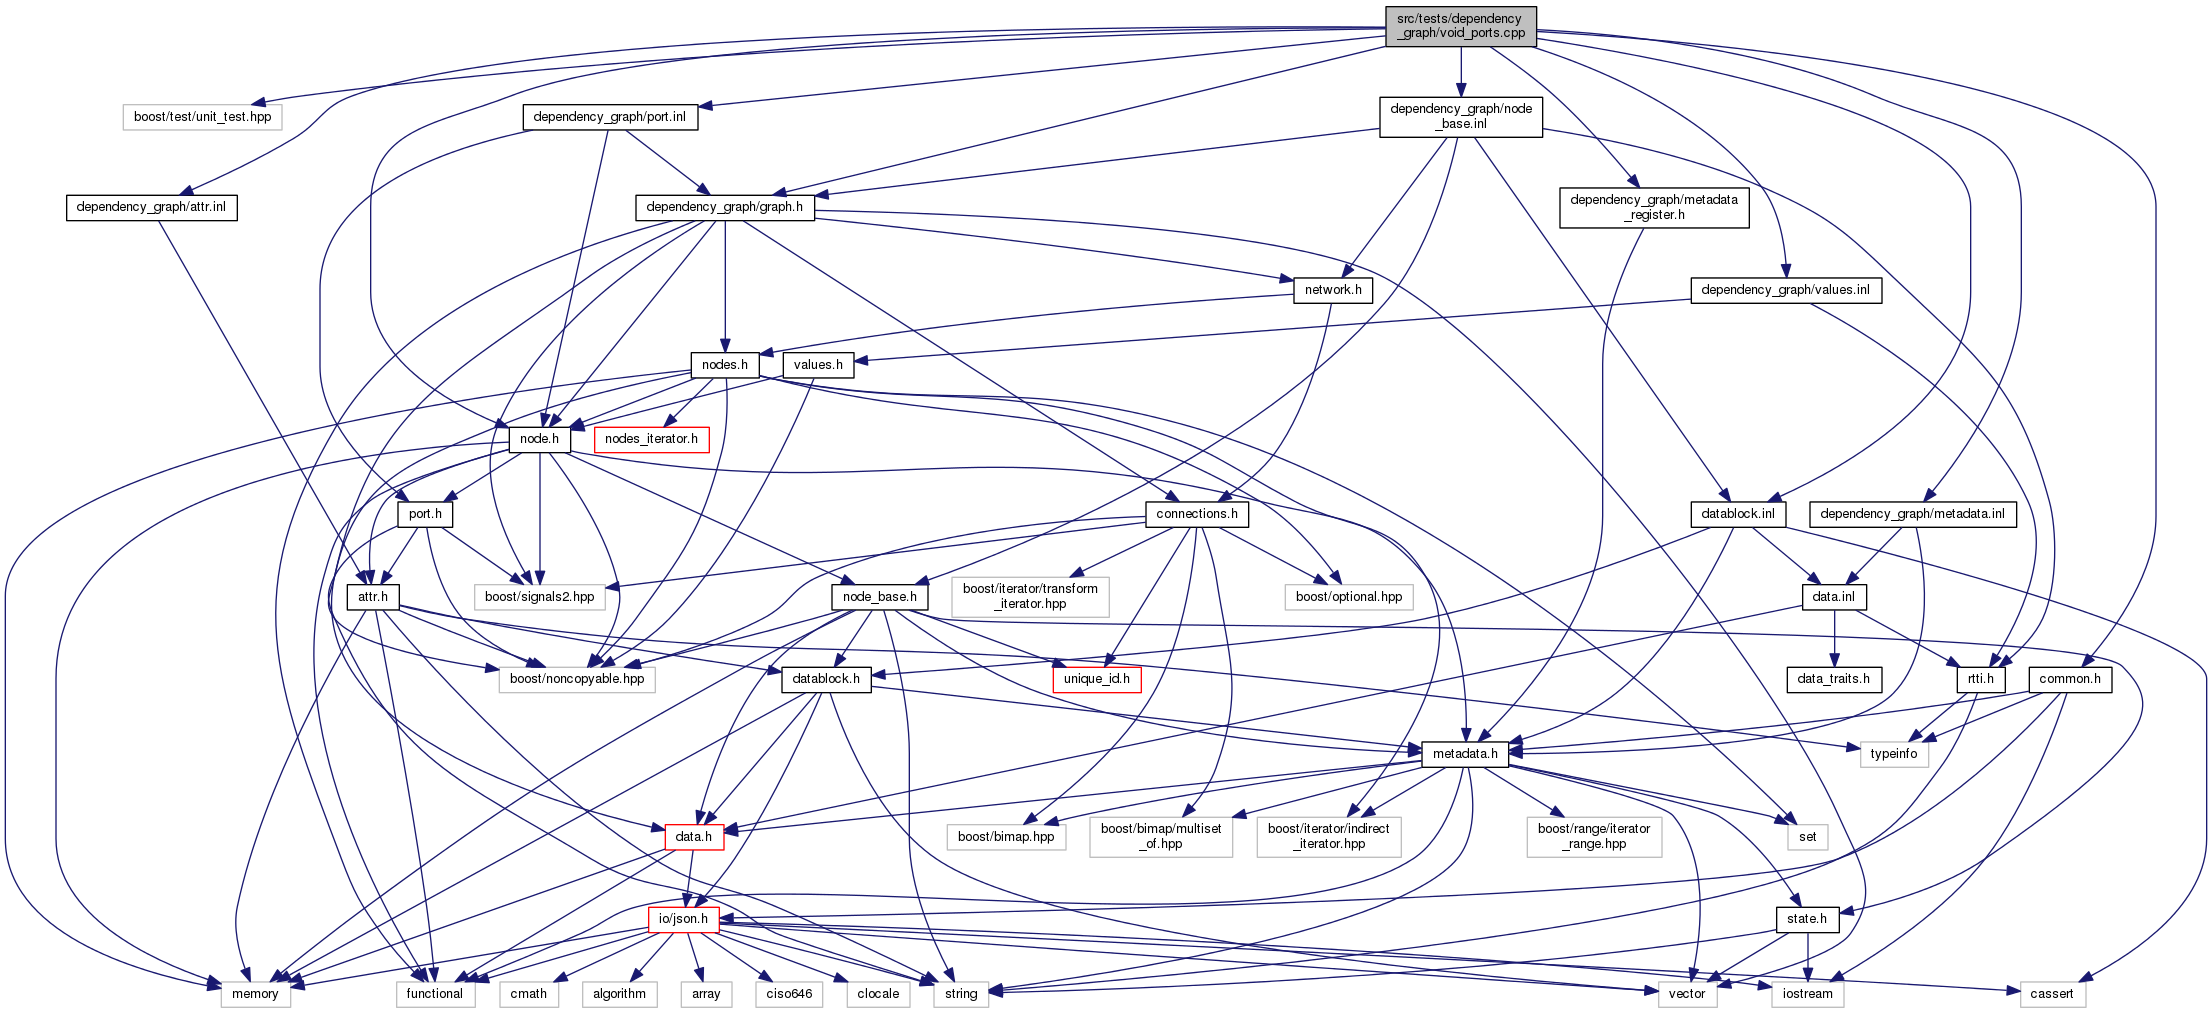 src/tests/dependency
_graph/void_ports.cpp
boost/test/unit_test.hpp
dependency_graph/port.inl
dependency_graph/node
_base.inl
dependency_graph/attr.inl
dependency_graph/graph.h
dependency_graph/metadata
_register.h
network.h
dependency_graph/values.inl
nodes.h
values.h
node.h
nodes_iterator.h
port.h
connections.h
datablock.inl
dependency_graph/metadata.inl
attr.h
boost/signals2.hpp
node_base.h
boost/iterator/transform
_iterator.hpp
boost/optional.hpp
data.inl
boost/noncopyable.hpp
datablock.h
unique_id.h
data_traits.h
rtti.h
common.h
metadata.h
typeinfo
data.h
boost/bimap.hpp
boost/bimap/multiset
_of.hpp
boost/iterator/indirect
_iterator.hpp
boost/range/iterator
_range.hpp
set
io/json.h
state.h
memory
functional
cmath
algorithm
array
ciso646
clocale
string
vector
iostream
cassert